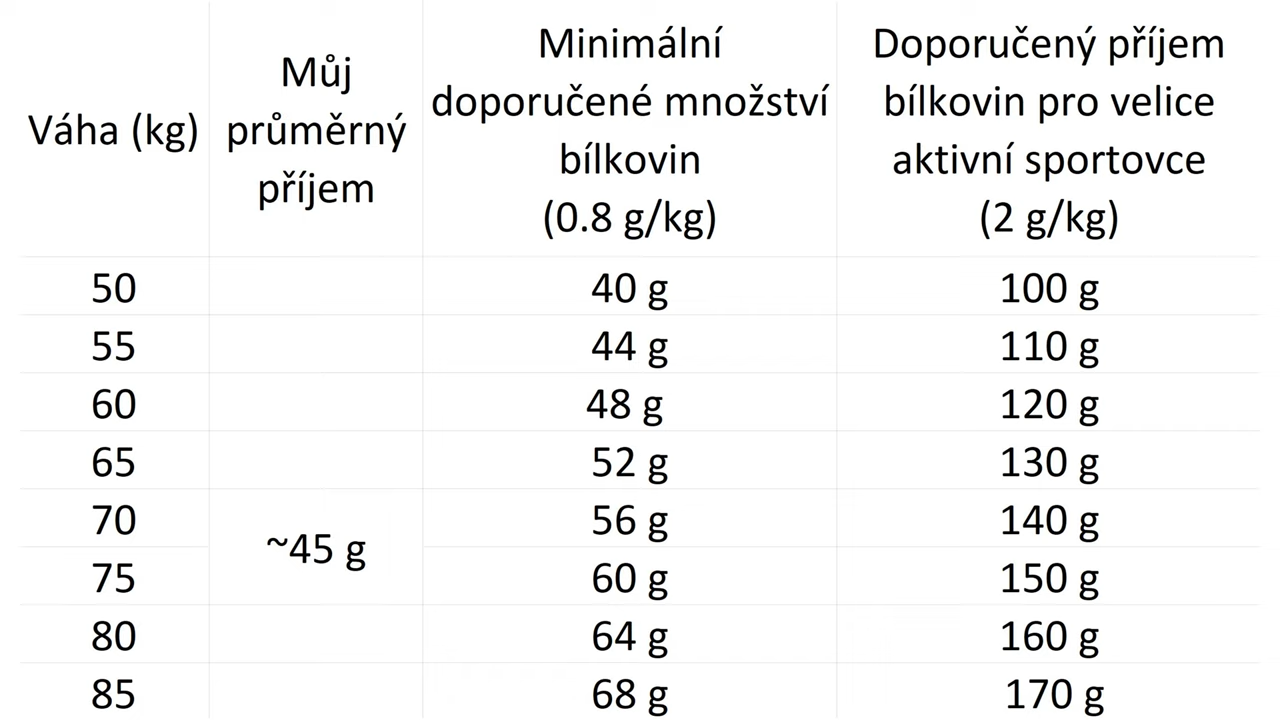 Váha (kg)
Můj
průměrný
příjem
Minimální
doporučené množství
bílkovin
(0.8 g/kg)
Doporučený příjem
bílkovin pro velice
aktivní sportovce
(2 g/kg)
50 40 g 100 g
55 44 g 110 g
60 48 g 120 g
65 52 g 130 g
70 56 g 140 g
~45 g
75 60 g 150 g
80 64 g 160 g
85 68 g 170 g